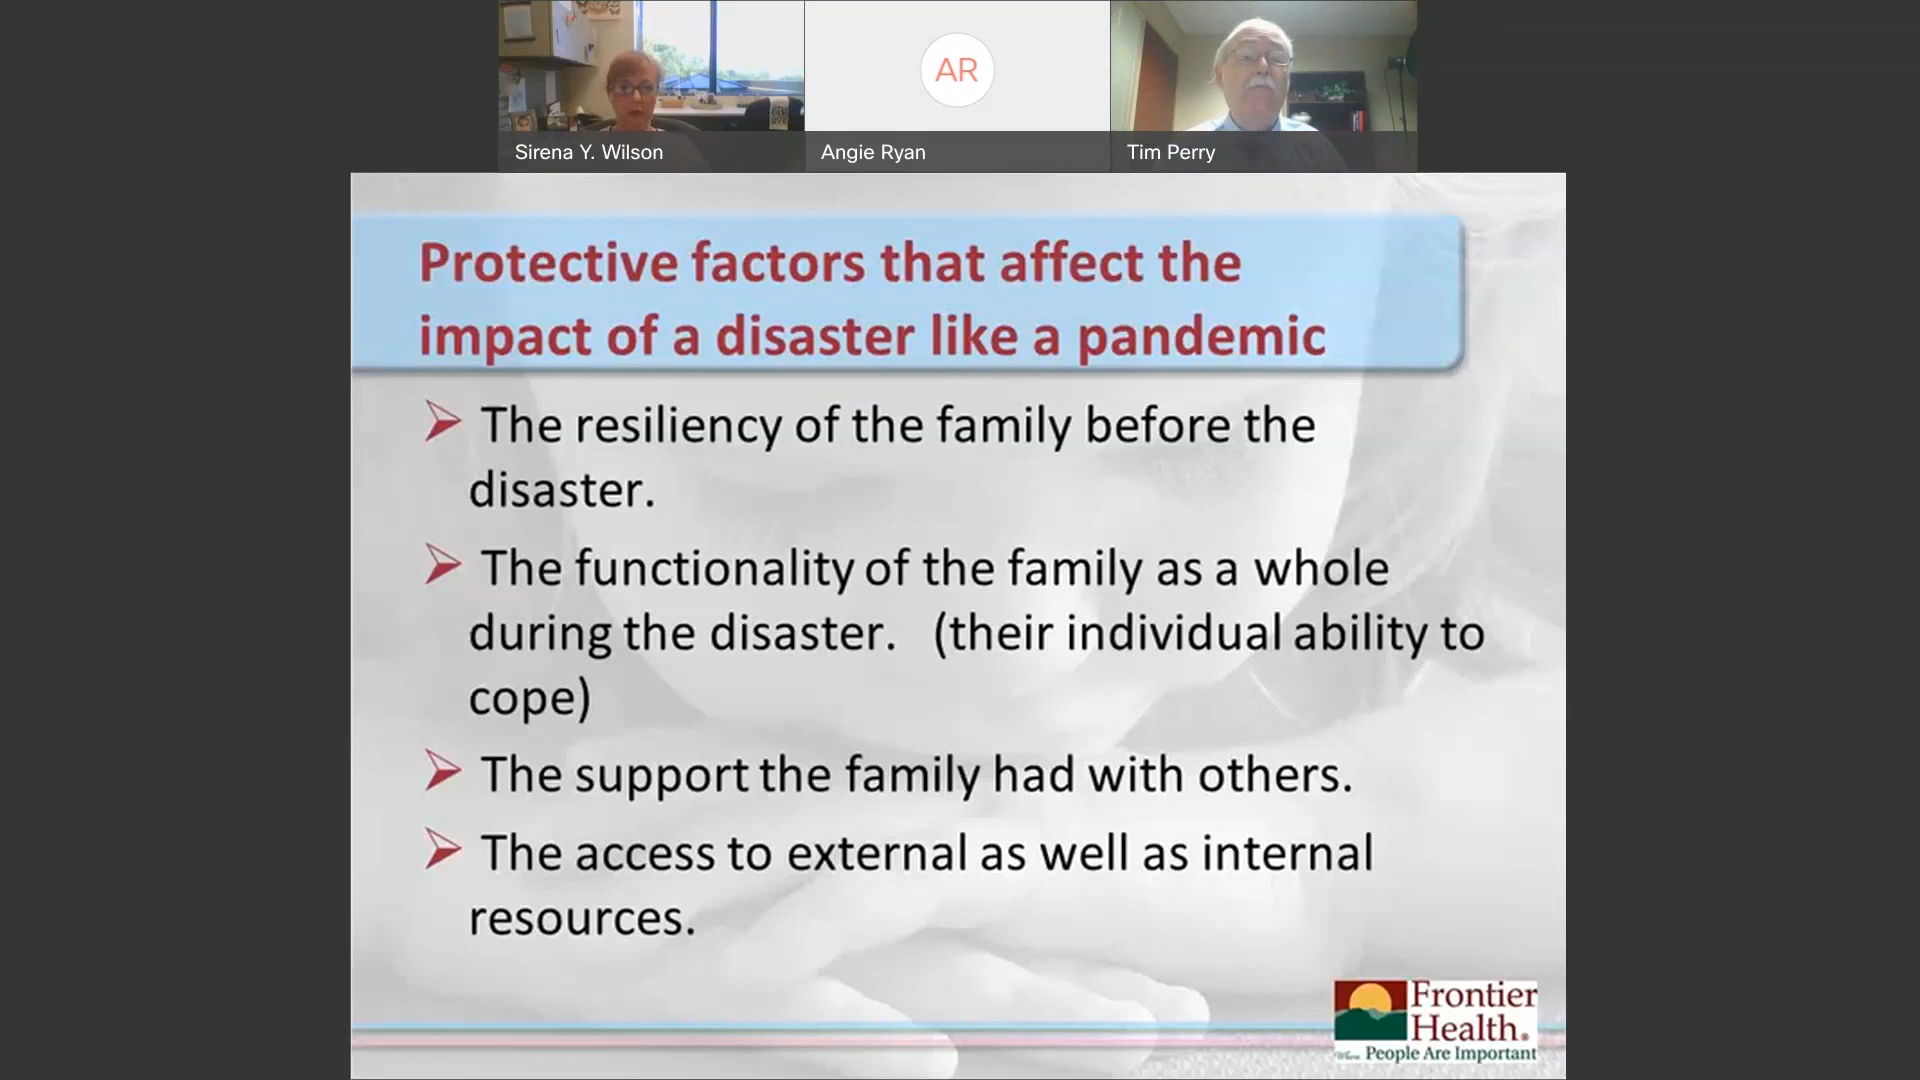 AR
Sirena Y. Wilson
Angie Ryan
Tim Perry
Protective factors that affect the
impact of a disaster like a pandemic
The resiliency of the family before the
disaster.
The functionality of the family as a whole
during the disaster. (their individual ability to
cope)
The support the family had with others.
The access to external as well as internal
resources.
Frontier
Health®
Where People Are Important